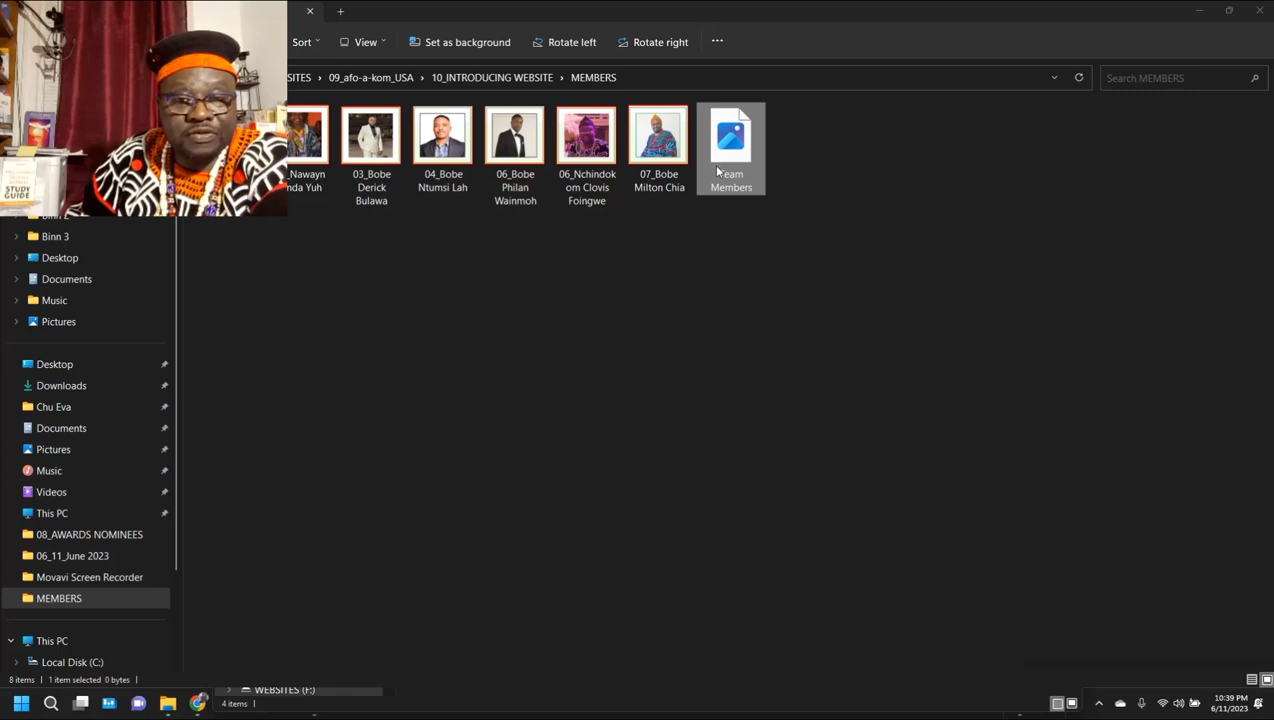 Sort
View
Set as background
Rotate left
Rotate right
SITES > 09_afo-a-kom_USA > 10_INTRODUCING WEBSITE > MEMBERS
Search MEMBERS
_Nawayn
nda Yuh
03_Bobe
Derick
Bulawa
04_Bobe
Ntumsi Lah
06_Bobe
Philan
Wainmoh
06_Nchindok
om Clovis
Foingwe
07_Bobe
Milton Chia
Team
Members
STUDY
GUIDE
Binn 2
Binn 3
Desktop
Documents
Music
Pictures
Desktop
Downloads
Chu Eva
Documents
Pictures
Music
Videos
This PC
08_AWARDS NOMINEES
06_11_June 2023
Movavi Screen Recorder
MEMBERS
This PC
Local Disk (C:)
8 items
1 item selected 0 bytes
WEBSITES (F:)
4 items
10:39 PM
6/11/2023